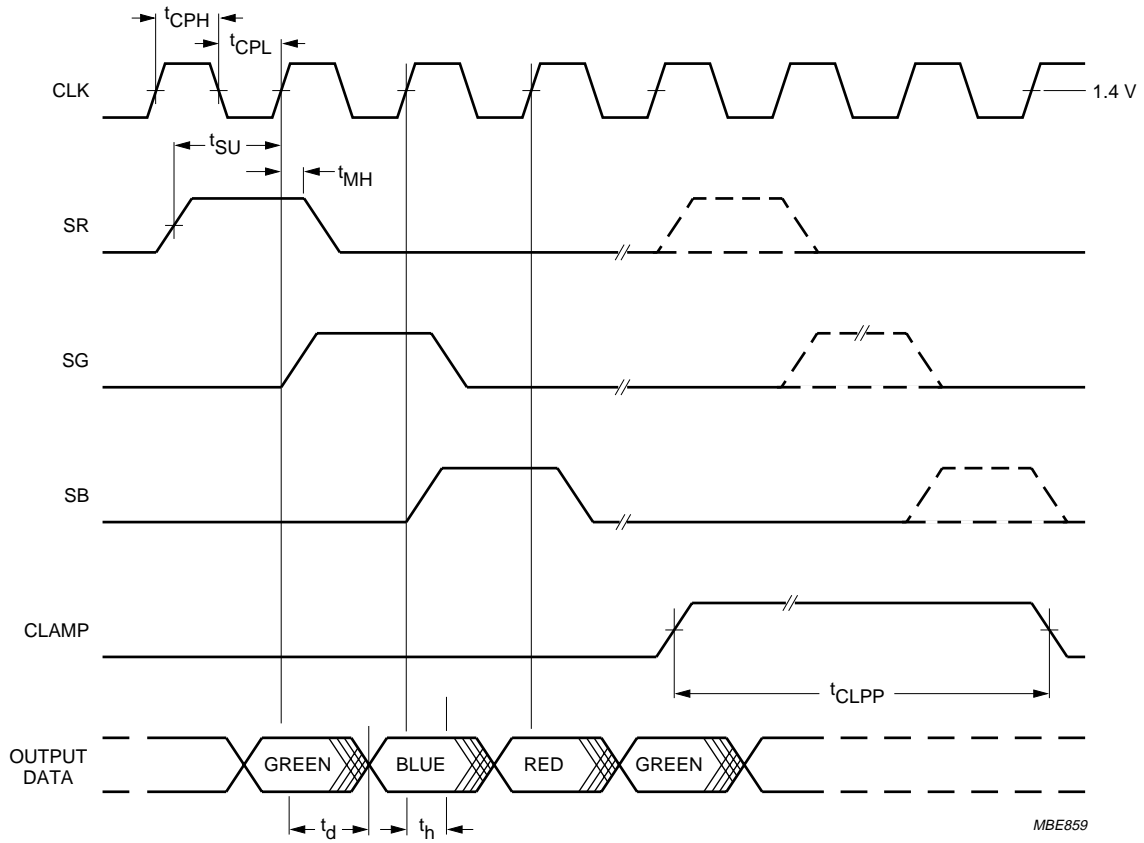 tCPH
tCPL
CLK
1.4 V
tSU
tMH
SR
SG
SB
CLAMP
tCLPP
OUTPUT
DATA
GREEN
BLUE
RED
GREEN
td
th
MBE859